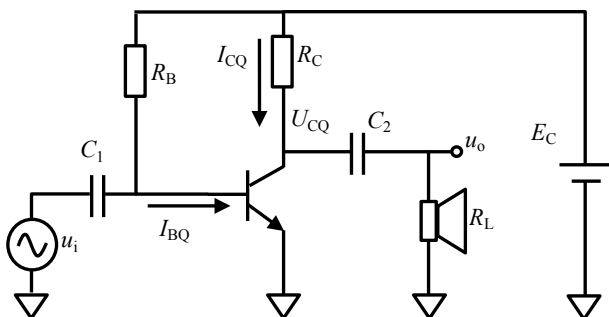 I_CQ
R_C
R_B
U_CQ
C_2
u_o
E_C
C_1
R_L
I_BQ
u_i